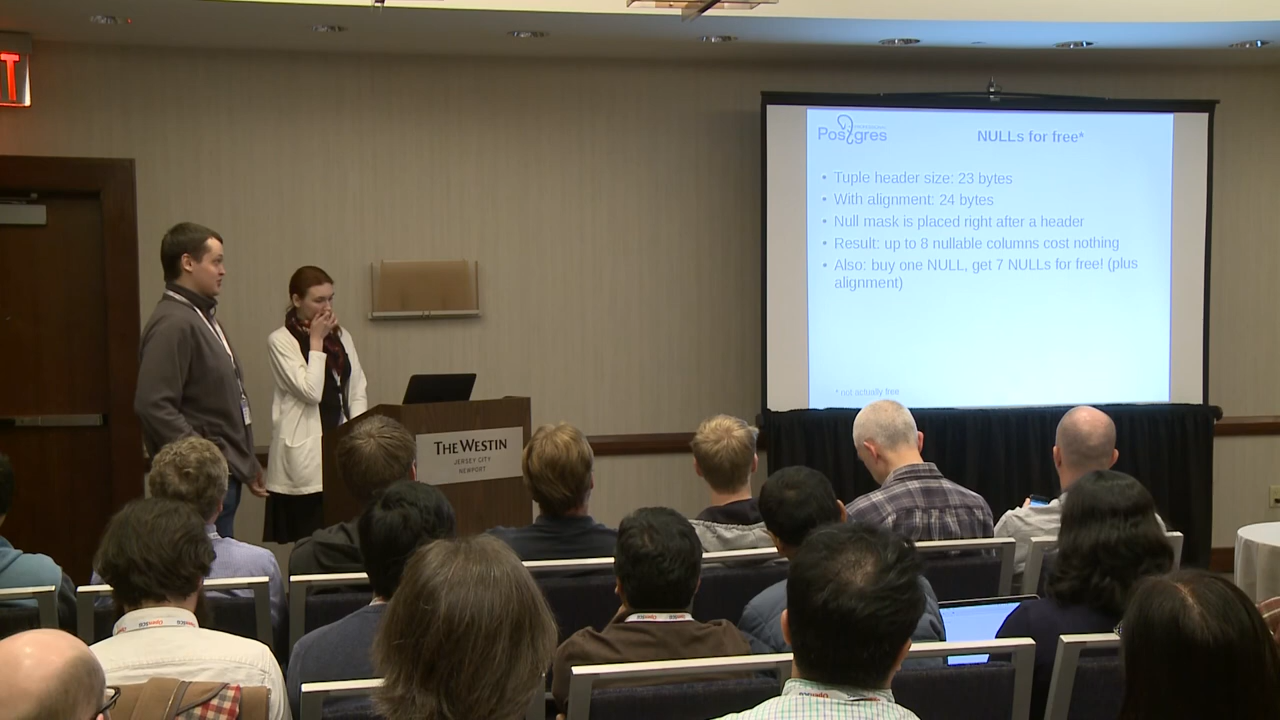 T
Postgres
PROFESSIONAL
NULLs for free*
• Tuple header size: 23 bytes
• With alignment: 24 bytes
• Null mask is placed right after a header
• Result: up to 8 nullable columns cost nothing
• Also: buy one NULL, get 7 NULLs for free! (plus
alignment)
* not actually free
THE WESTIN
JERSEY CITY
NEWPORT
OpenSCG